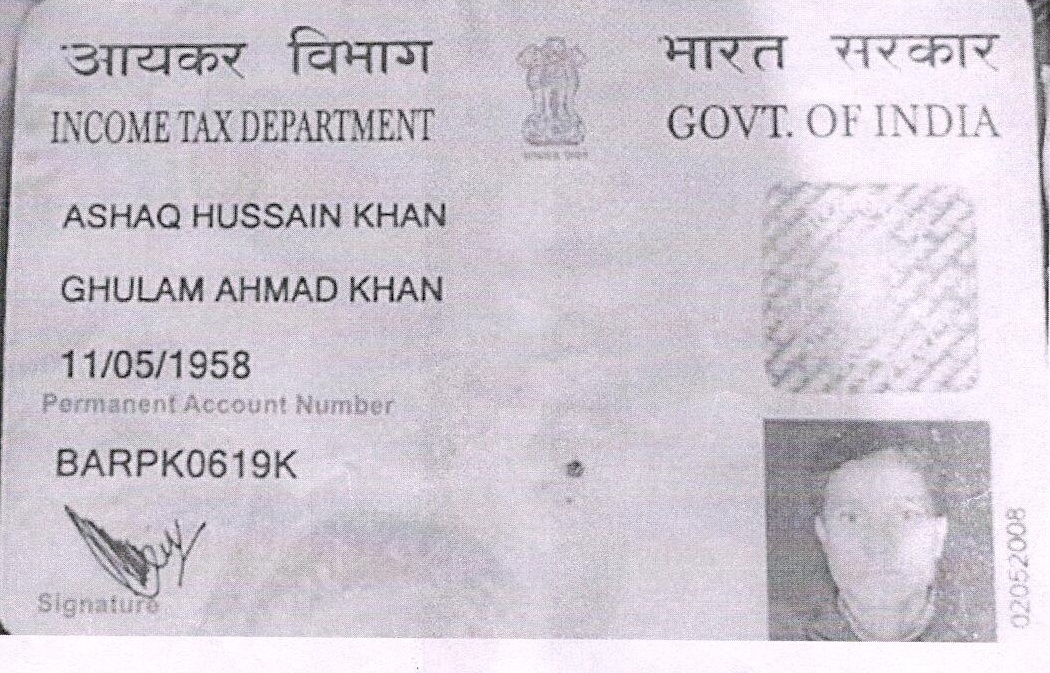 आयकर विभाग
भारत सरकार
INCOME TAX DEPARTMENT
GOVT. OF INDIA
ASHAQ HUSSAIN KHAN
GHULAM AHMAD KHAN
11/05/1958
Permanent Account Number
BARPK0619K
Signature
02052008